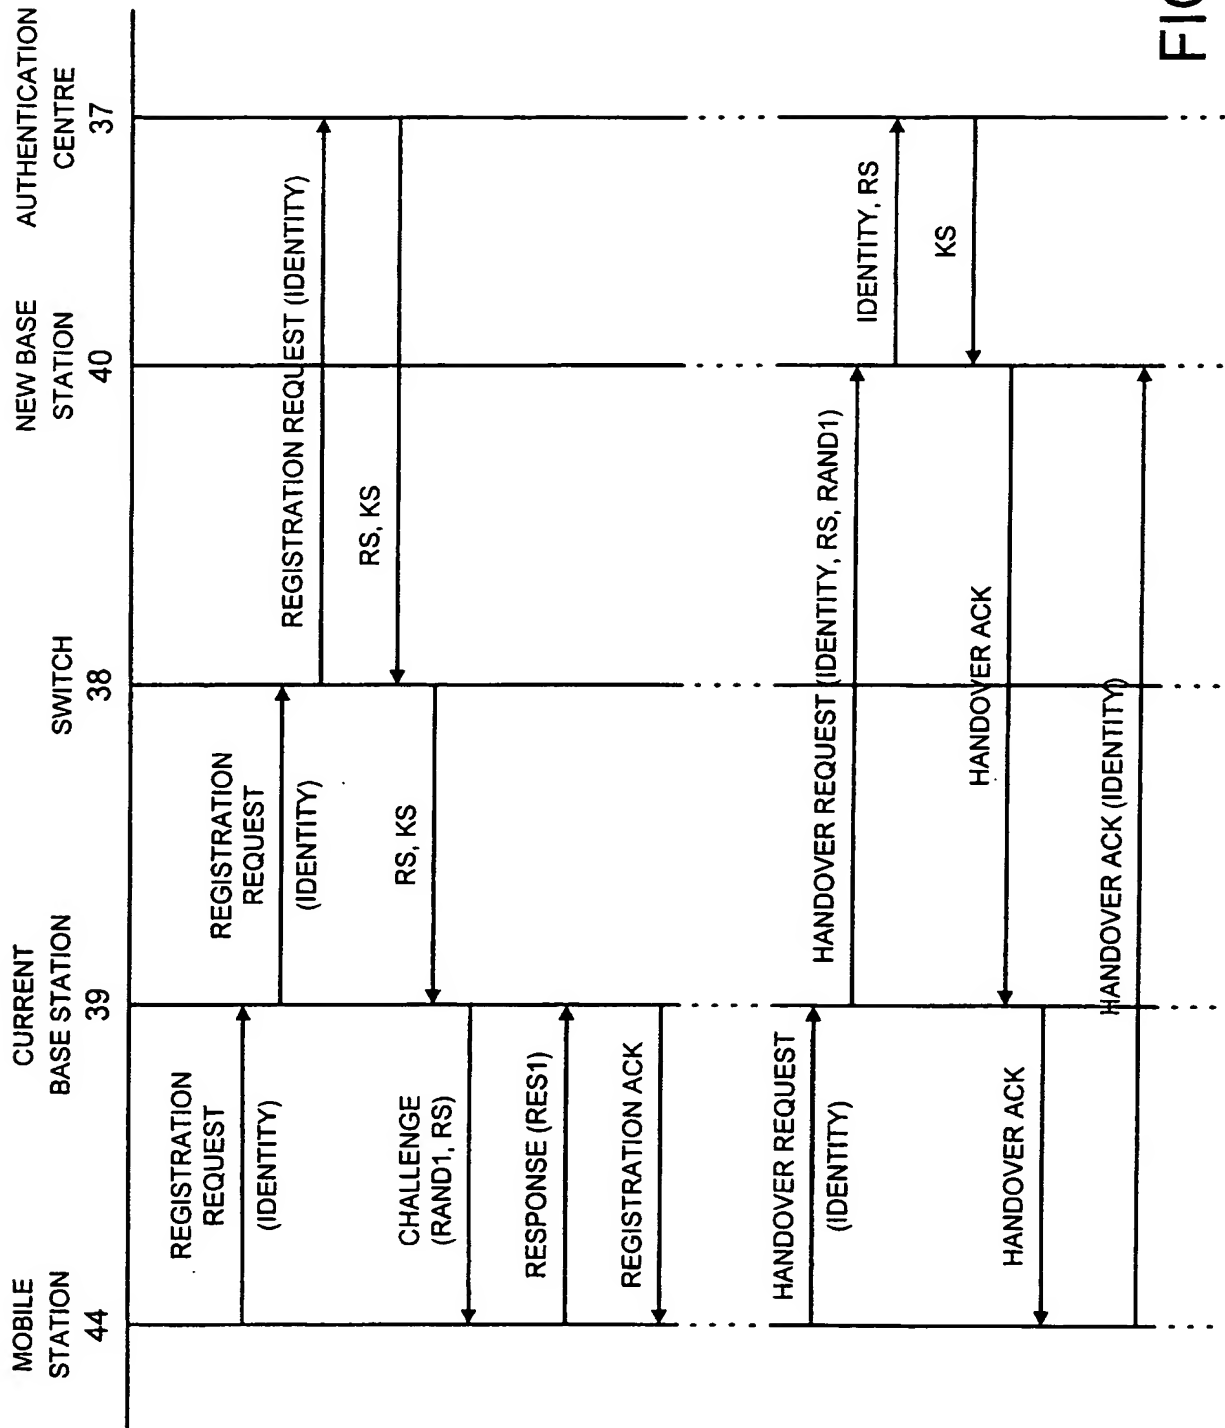 MOBILE
STATION
44
CURRENT
BASE STATION
39
SWITCH
38
NEW BASE
STATION
40
AUTHENTICATION
CENTRE
37
REGISTRATION
REQUEST
(IDENTITY)
REGISTRATION
REQUEST
(IDENTITY)
REGISTRATION REQUEST (IDENTITY)
RS, KS
RS, KS
CHALLENGE
(RAND1, RS)
RESPONSE (RES1)
REGISTRATION ACK
HANDOVER REQUEST
(IDENTITY)
HANDOVER REQUEST (IDENTITY, RS, RAND1)
IDENTITY, RS
KS
HANDOVER ACK
HANDOVER ACK
HANDOVER ACK (IDENTITY)